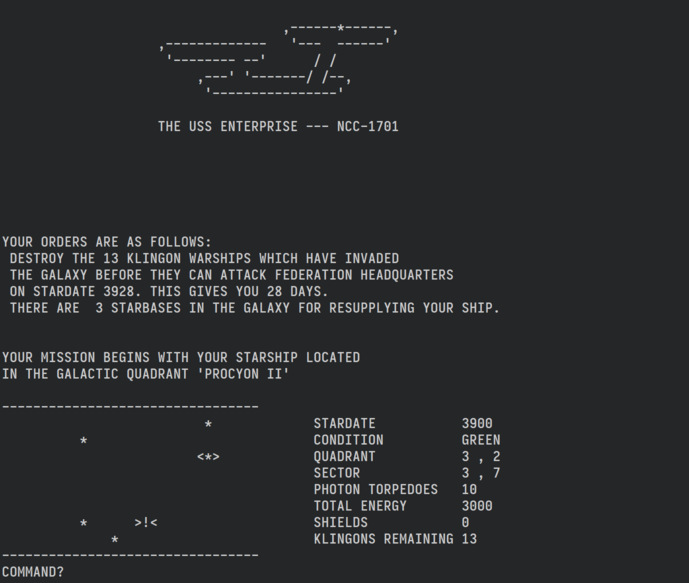 ,------*------,
                    ,-------------   '---  ------'
                     '-------- --'      / /
                         ,---' '-------/ /--,
                          '----------------'
THE USS ENTERPRISE --- NCC-1701
YOUR ORDERS ARE AS FOLLOWS:
DESTROY THE 13 KLINGON WARSHIPS WHICH HAVE INVADED
THE GALAXY BEFORE THEY CAN ATTACK FEDERATION HEADQUARTERS
ON STARDATE 3928. THIS GIVES YOU 28 DAYS.
THERE ARE  3 STARBASES IN THE GALAXY FOR RESUPPLYING YOUR SHIP.
YOUR MISSION BEGINS WITH YOUR STARSHIP LOCATED
IN THE GALACTIC QUADRANT 'PROCYON II'
---------------------------------
                          *             STARDATE           3900
          *                             CONDITION          GREEN
                         <*>            QUADRANT           3 , 2
                                        SECTOR             3 , 7
                                        PHOTON TORPEDOES   10
                                        TOTAL ENERGY       3000
          *      >!<                    SHIELDS            0
              *                         KLINGONS REMAINING 13
---------------------------------
COMMAND?